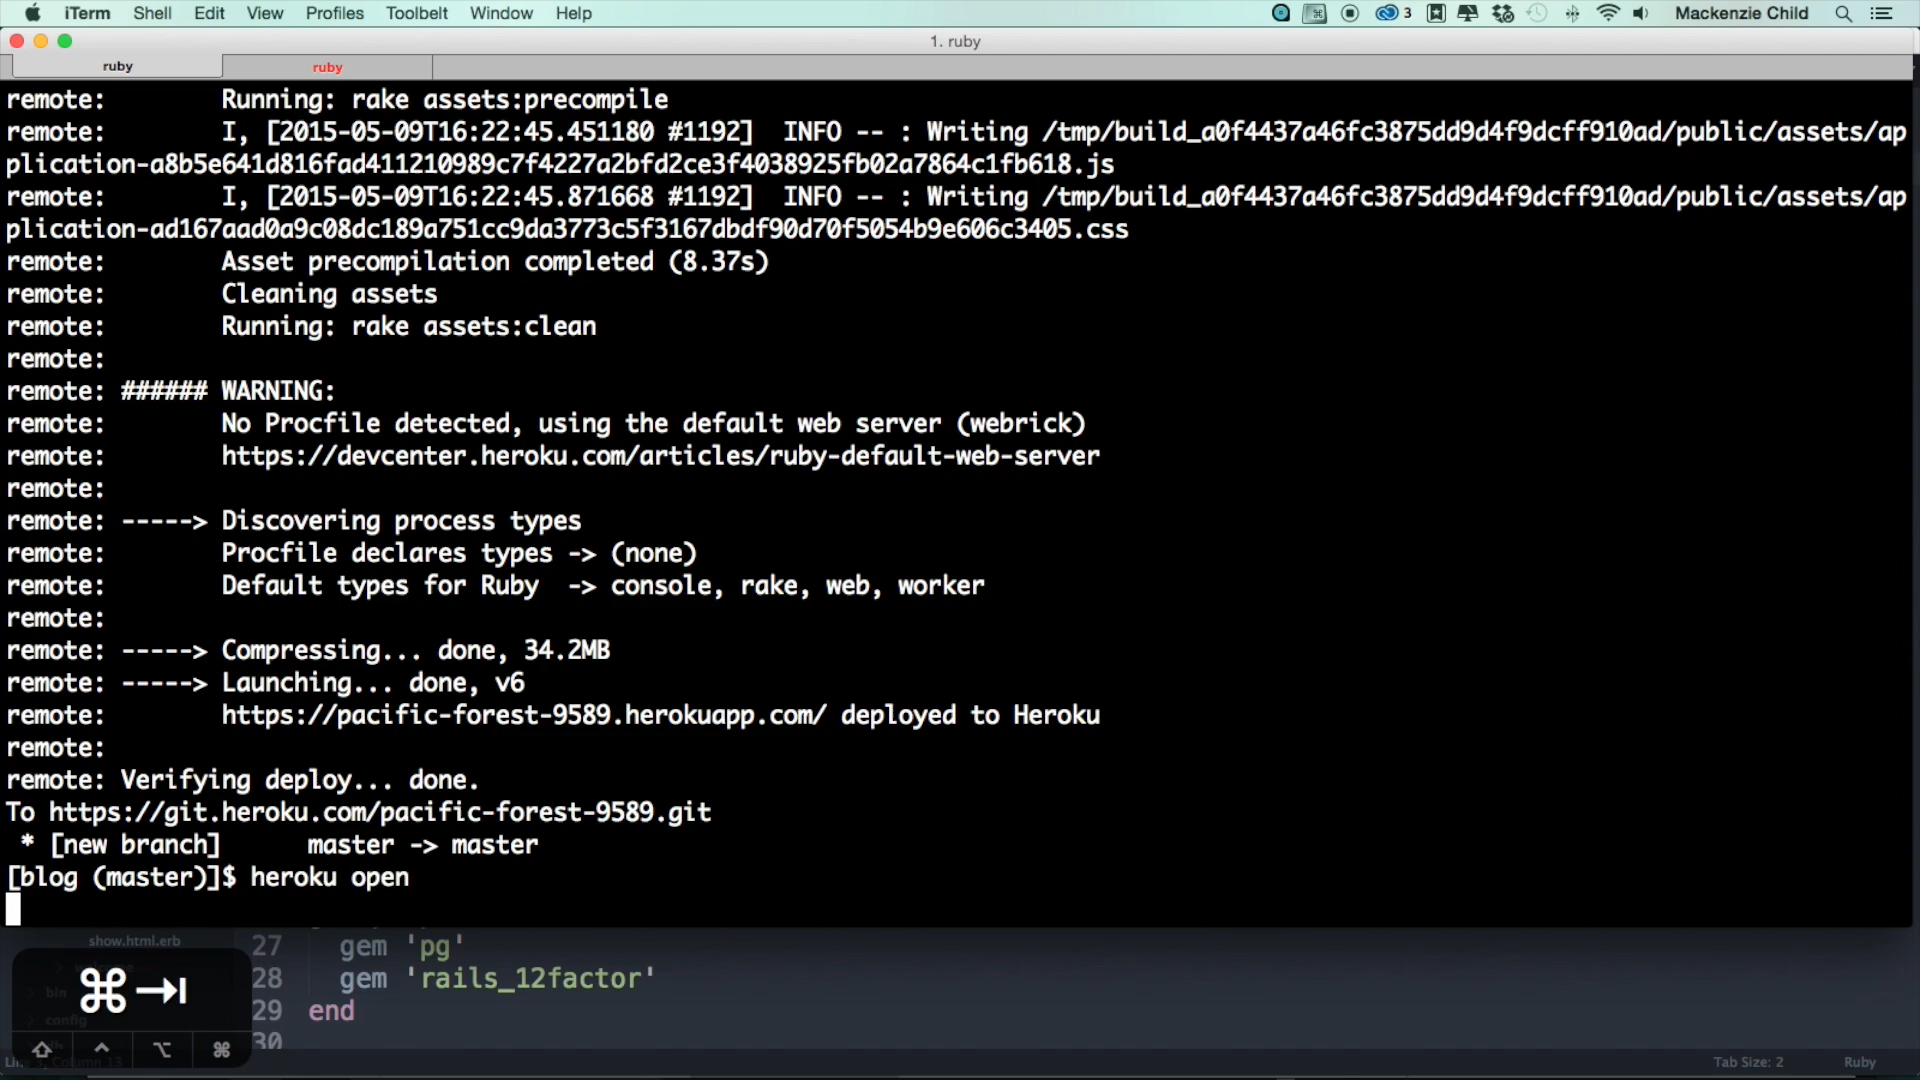 iTerm Shell Edit View Profiles Toolbelt Window Help 3 Mackenzie Child
1. ruby
ruby ruby
remote:        Running: rake assets:precompile
remote:        I, [2015-05-09T16:22:45.451180 #1192]  INFO -- : Writing /tmp/build_a0f4437a46fc3875dd9d4f9dcff910ad/public/assets/ap
plication-a8b5e641d816fad411210989c7f4227a2bfd2ce3f4038925fb02a7864c1fb618.js
remote:        I, [2015-05-09T16:22:45.871668 #1192]  INFO -- : Writing /tmp/build_a0f4437a46fc3875dd9d4f9dcff910ad/public/assets/ap
plication-ad167aad0a9c08dc189a751cc9da3773c5f3167dbdf90d70f5054b9e606c3405.css
remote:        Asset precompilation completed (8.37s)
remote:        Cleaning assets
remote:        Running: rake assets:clean
remote:
remote: ###### WARNING:
remote:        No Procfile detected, using the default web server (webrick)
remote:        https://devcenter.heroku.com/articles/ruby-default-web-server
remote:
remote: -----> Discovering process types
remote:        Procfile declares types -> (none)
remote:        Default types for Ruby  -> console, rake, web, worker
remote:
remote: -----> Compressing... done, 34.2MB
remote: -----> Launching... done, v6
remote:        https://pacific-forest-9589.herokuapp.com/ deployed to Heroku
remote:
remote: Verifying deploy... done.
To https://git.heroku.com/pacific-forest-9589.git
 * [new branch]      master -> master
[blog (master)]$ heroku open
show.html.erb
27 gem 'pg'
bin
28 gem 'rails_12factor'
config
29 end
30
⌘ ⇥
⇧ ⌃ ⌥ ⌘
Tab Size: 2 Ruby